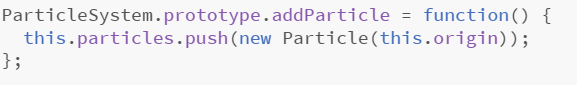 ParticleSystem.prototype.addParticle = function() {
  this.particles.push(new Particle(this.origin));
};